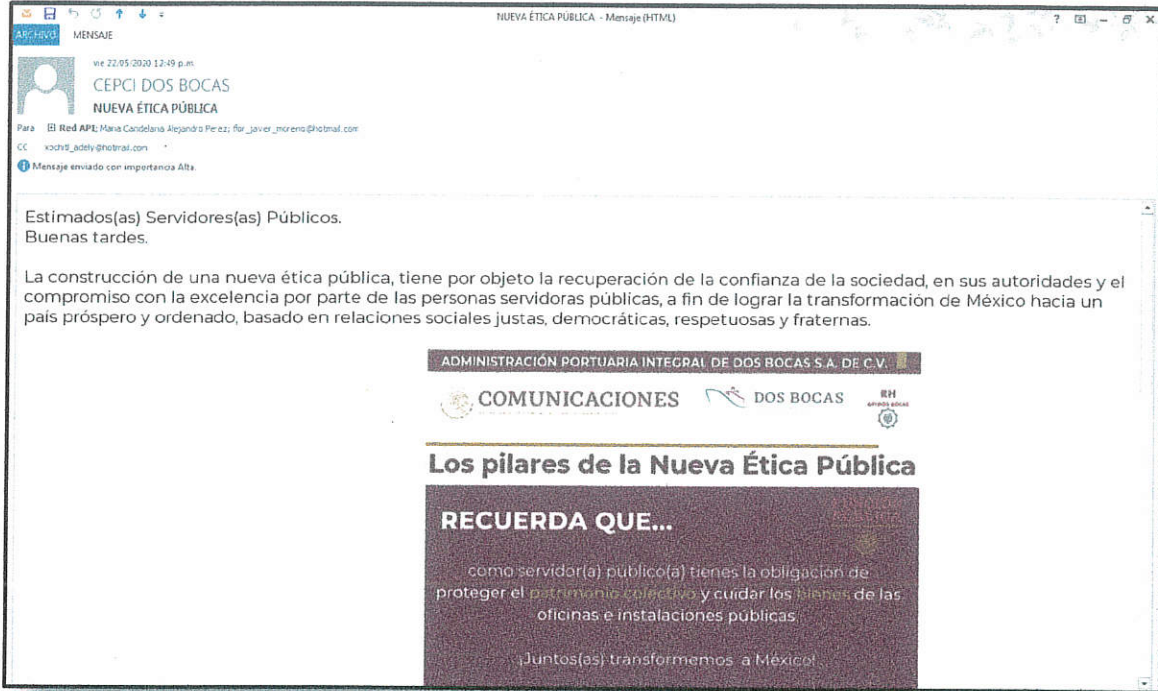 NUEVA ÉTICA PÚBLICA - Mensaje (HTML)
ARCHIVO MENSAJE
vie 22/05/2020 12:49 p.m.
CEPCI DOS BOCAS
NUEVA ÉTICA PÚBLICA
Para Red API; Maria Candelaria Alejandro Perez; ffor_javier_moreno@hotmail.com
CC xochitl_adely@hotmail.com
Mensaje enviado con importancia Alta.
Estimados(as) Servidores(as) Públicos.
Buenas tardes.
La construcción de una nueva ética pública, tiene por objeto la recuperación de la confianza de la sociedad, en sus autoridades y el
compromiso con la excelencia por parte de las personas servidoras públicas, a fin de lograr la transformación de México hacia un
país próspero y ordenado, basado en relaciones sociales justas, democráticas, respetuosas y fraternas.
ADMINISTRACIÓN PORTUARIA INTEGRAL DE DOS BOCAS S.A. DE C.V.
COMUNICACIONES DOS BOCAS RH
Los pilares de la Nueva Ética Pública
RECUERDA QUE...
como servidor(a) público(a) tienes la obligación de
proteger el patrimonio colectivo y cuidar los bienes de las
oficinas e instalaciones públicas.
¡Juntos(as) transformemos a México!